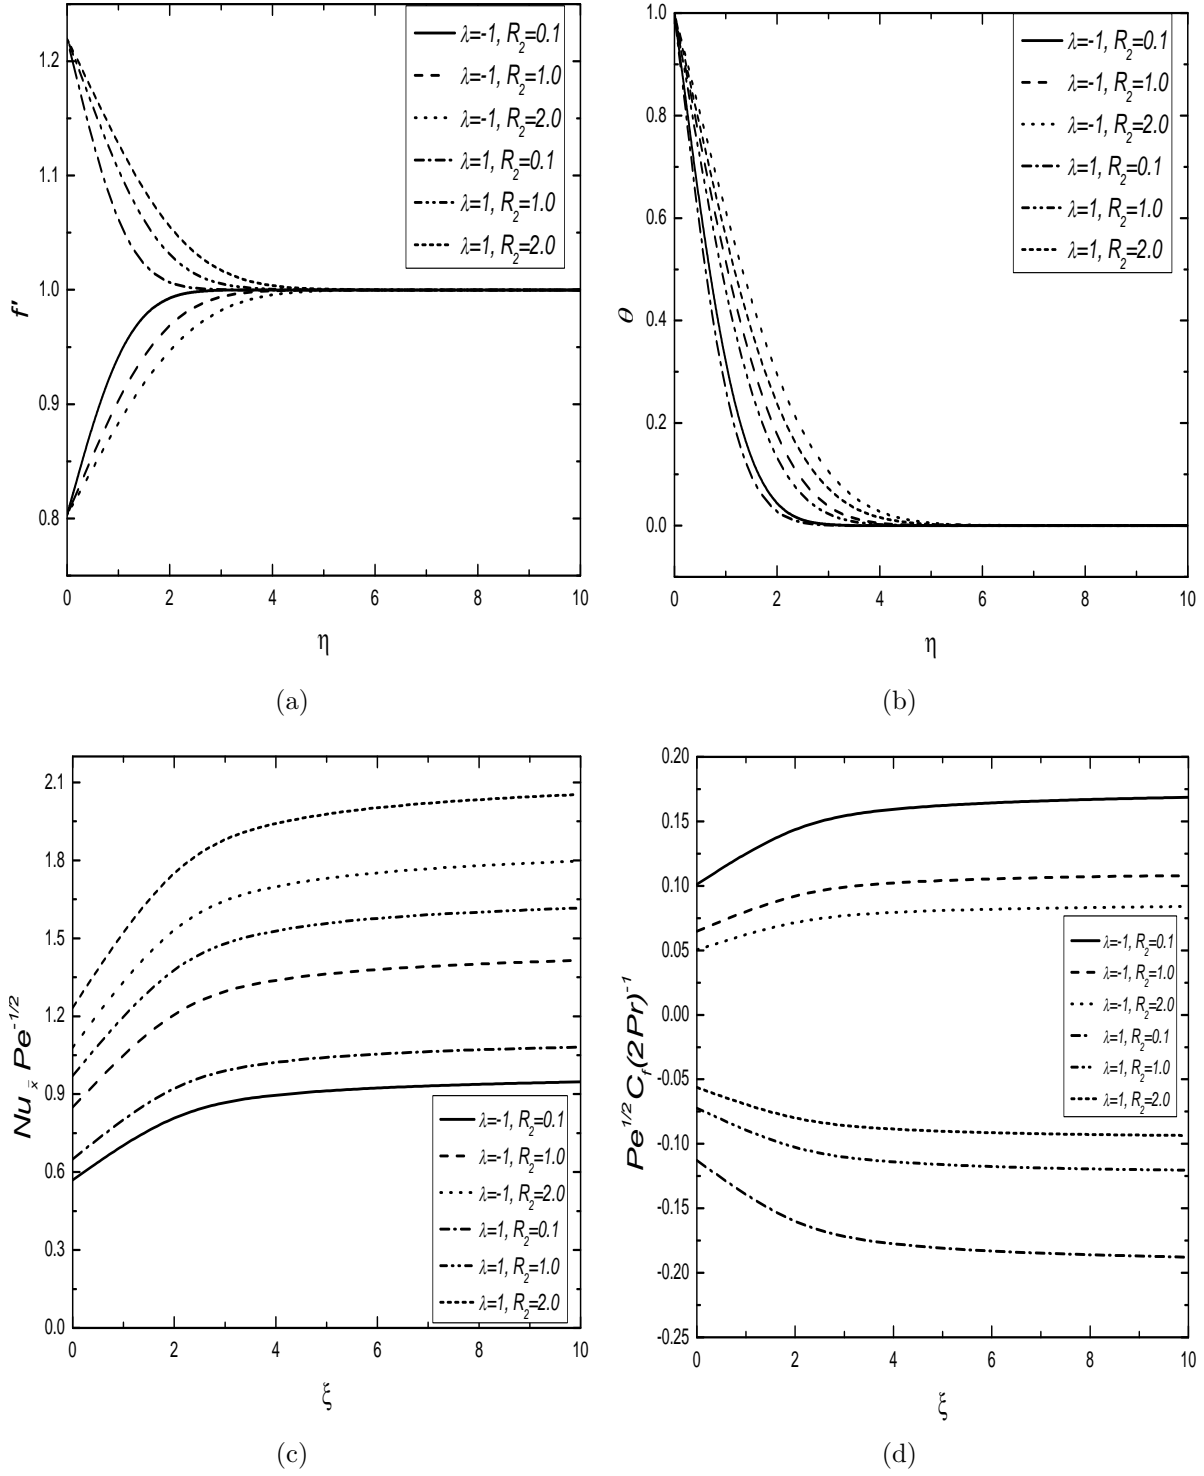 1.2
1.1
1.0
0.9
0.8
f'
0 2 4 6 8 10
η
λ=-1, R2=0.1
λ=-1, R2=1.0
λ=-1, R2=2.0
λ=1, R2=0.1
λ=1, R2=1.0
λ=1, R2=2.0
(a)
1.0
0.8
0.6
0.4
0.2
0.0
θ
0 2 4 6 8 10
η
λ=-1, R2=0.1
λ=-1, R2=1.0
λ=-1, R2=2.0
λ=1, R2=0.1
λ=1, R2=1.0
λ=1, R2=2.0
(b)
2.1
1.8
1.5
1.2
0.9
0.6
0.3
0.0
Nu_x̄ Pe^-1/2
0 2 4 6 8 10
ξ
λ=-1, R2=0.1
λ=-1, R2=1.0
λ=-1, R2=2.0
λ=1, R2=0.1
λ=1, R2=1.0
λ=1, R2=2.0
(c)
0.20
0.15
0.10
0.05
0.00
-0.05
-0.10
-0.15
-0.20
-0.25
Pe^1/2 C_f(2Pr)^-1
0 2 4 6 8 10
ξ
λ=-1, R2=0.1
λ=-1, R2=1.0
λ=-1, R2=2.0
λ=1, R2=0.1
λ=1, R2=1.0
λ=1, R2=2.0
(d)